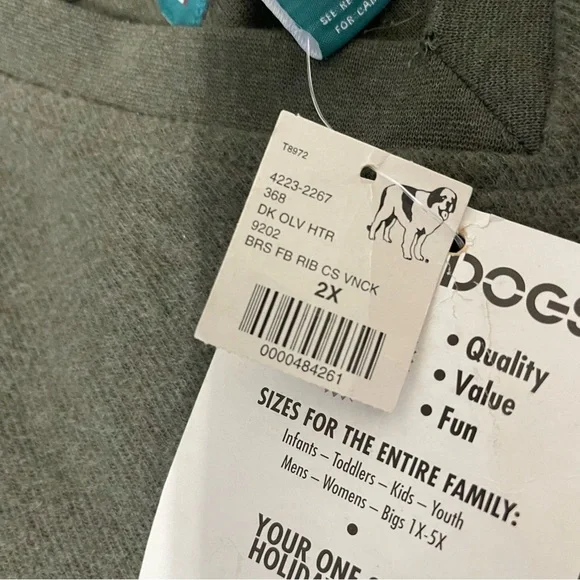 SEE RE
FOR CA
T8972
4223-2267
36B
DK OLV HTR
9202
BRS FB RIB CS VNCK
2X
0000484261
DOGS
• Quality
• Value
• Fun
SIZES FOR THE ENTIRE FAMILY:
Infants – Toddlers – Kids – Youth
Mens – Womens – Bigs 1X-5X
•
YOUR ONE
HOLIDA